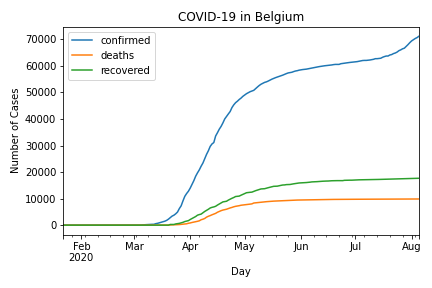 COVID-19 in Belgium
confirmed
deaths
recovered
Number of Cases
70000
60000
50000
40000
30000
20000
10000
0
Feb
2020
Mar
Apr
May
Jun
Jul
Aug
Day